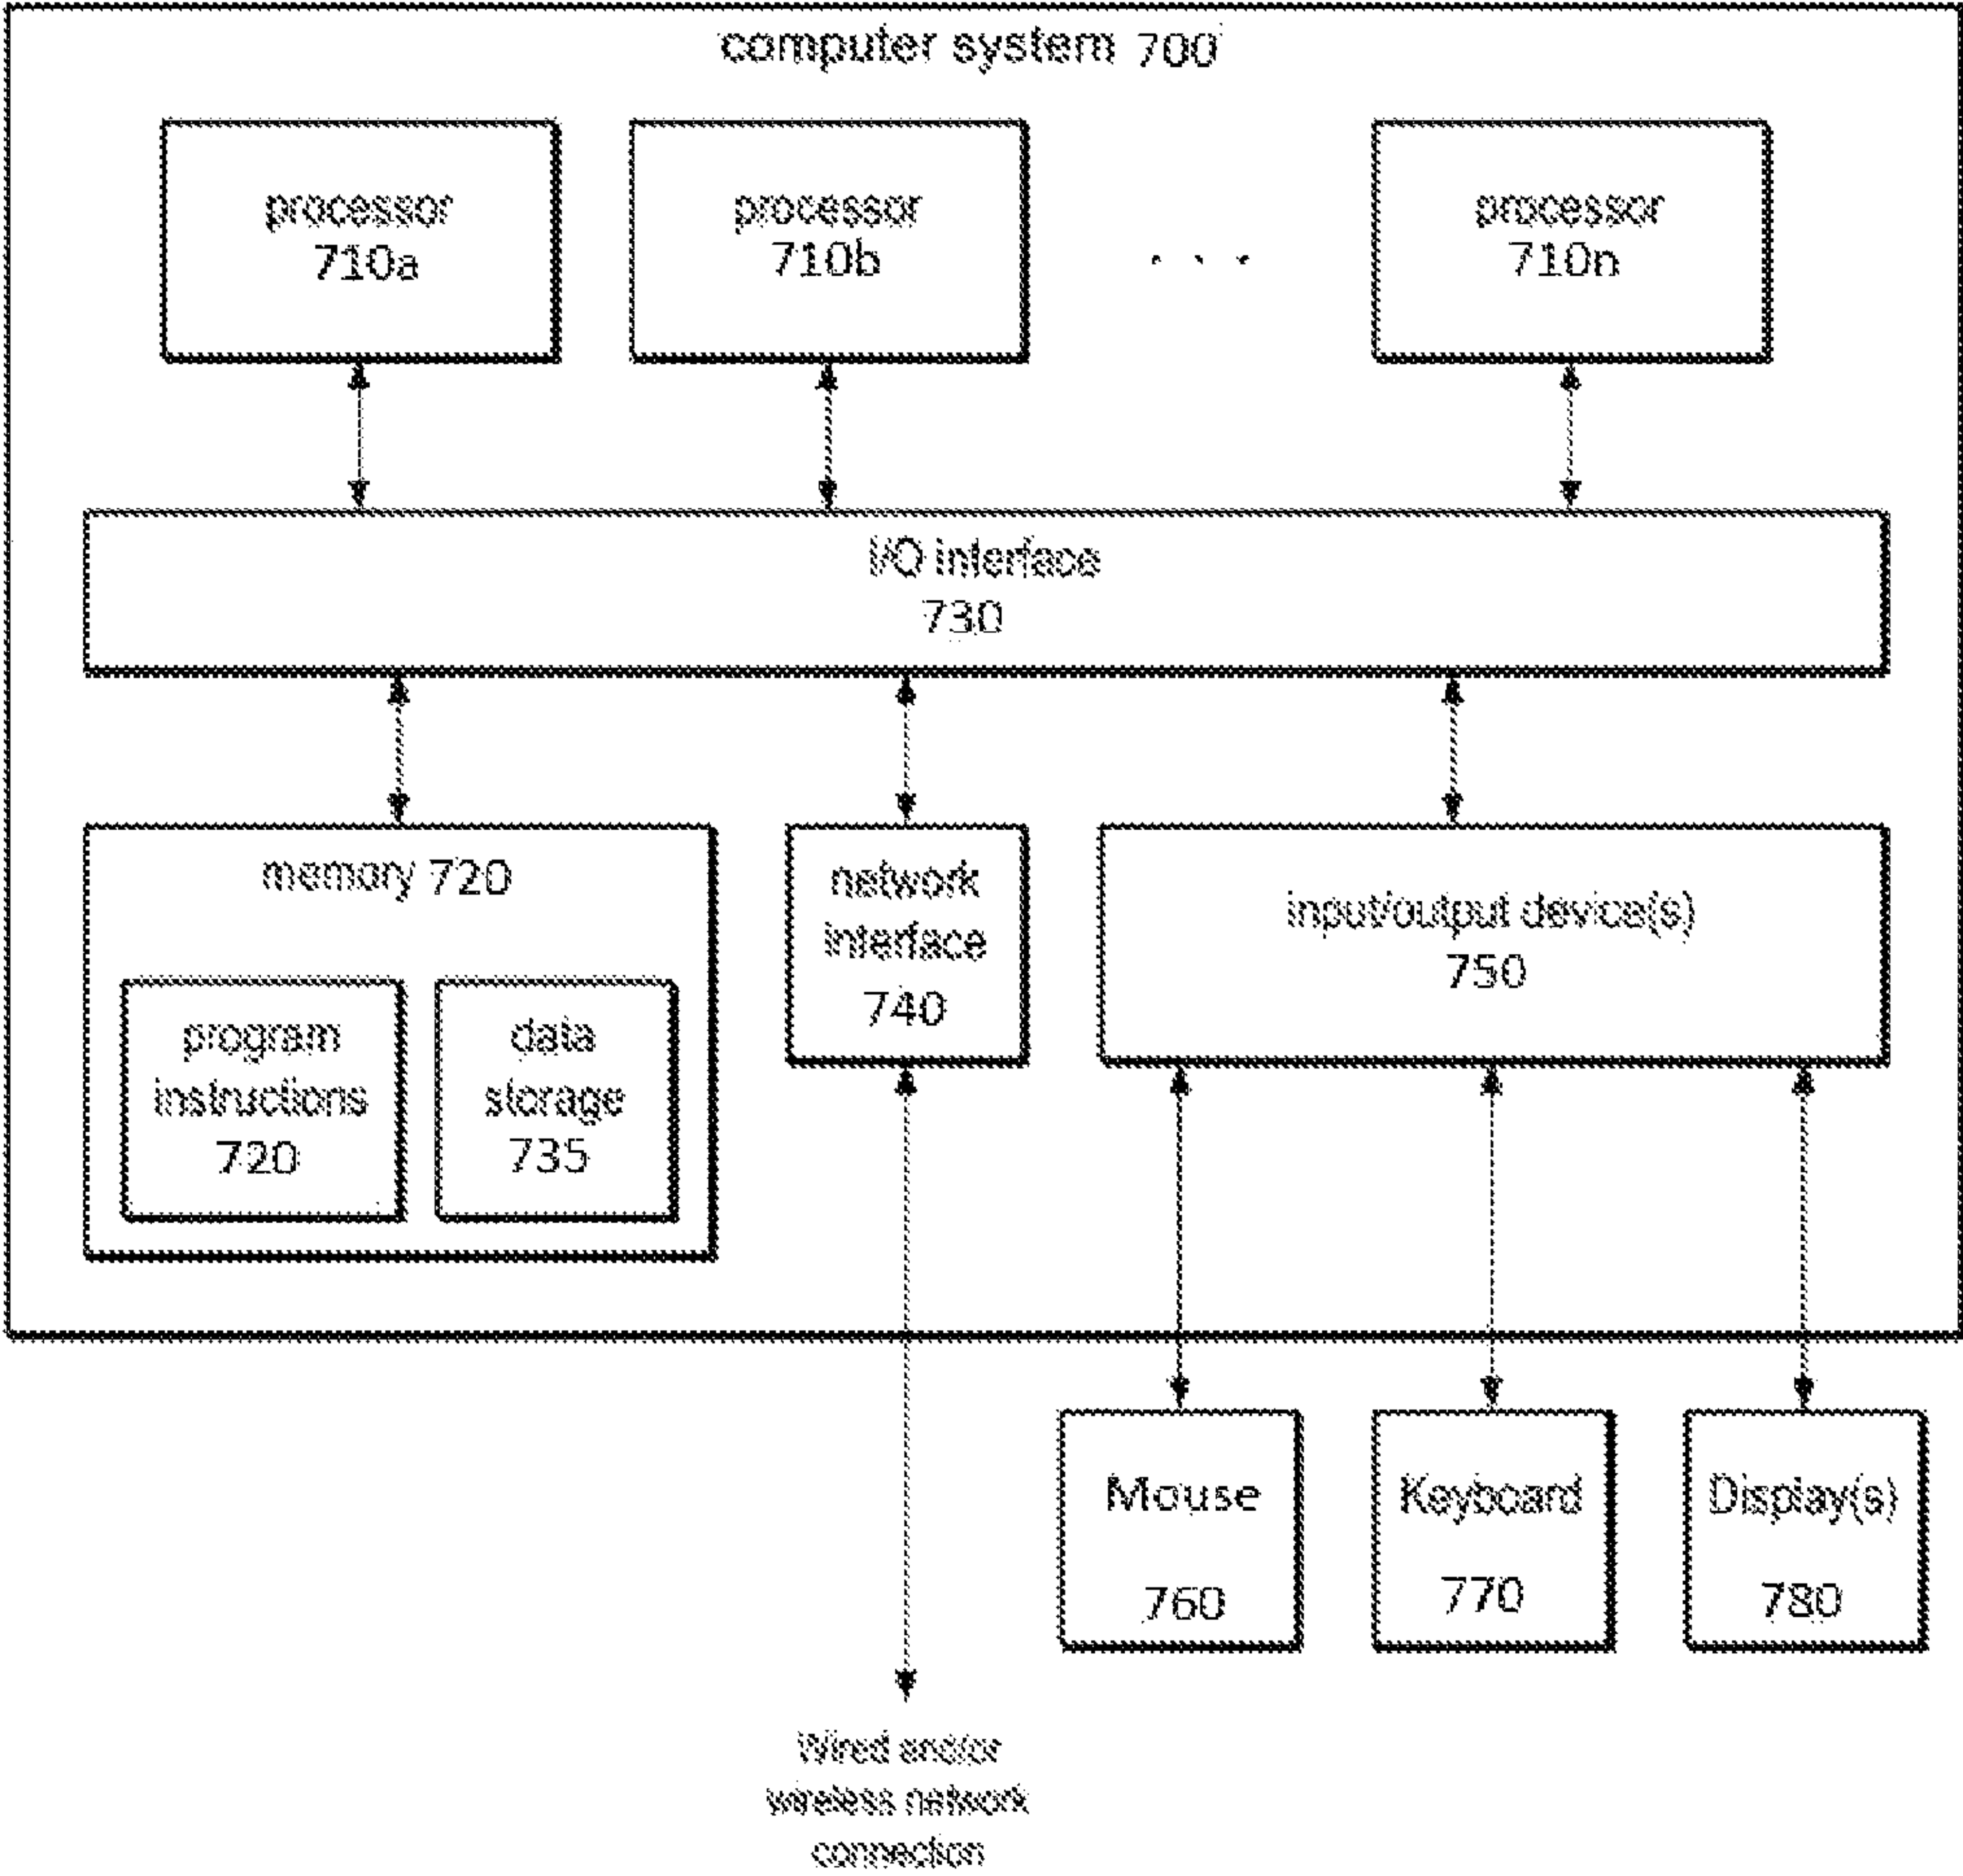 computer system 700
processor
710a
processor
710b
. . .
processor
710n
I/O interface
730
memory 720
program
instructions
720
data
storage
735
network
interface
740
input/output device(s)
750
Mouse
760
Keyboard
770
Display(s)
780
Wired and/or
wireless network
connection